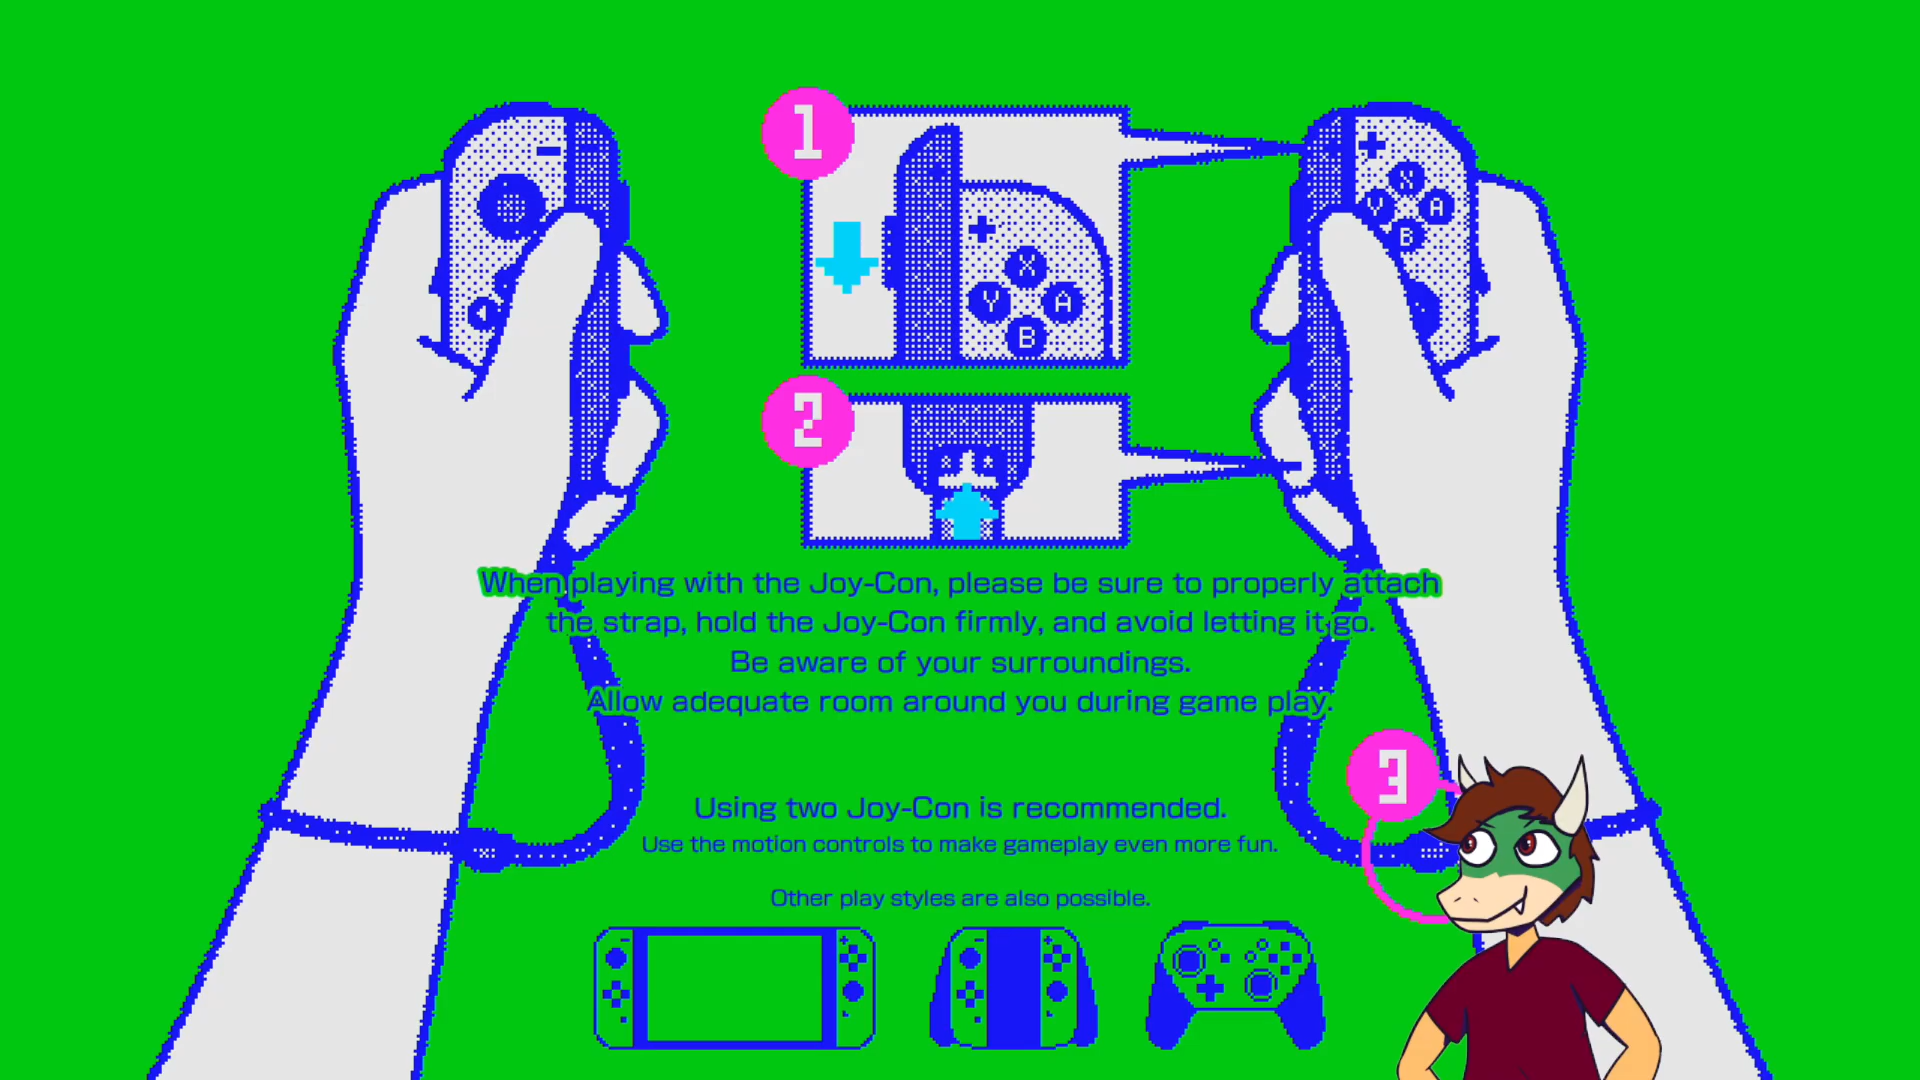 1
X
Y A
B
X
Y A
B
2
When playing with the Joy-Con, please be sure to properly attach
the strap, hold the Joy-Con firmly, and avoid letting it go.
Be aware of your surroundings.
Allow adequate room around you during game play.
3
Using two Joy-Con is recommended.
Use the motion controls to make gameplay even more fun.
Other play styles are also possible.